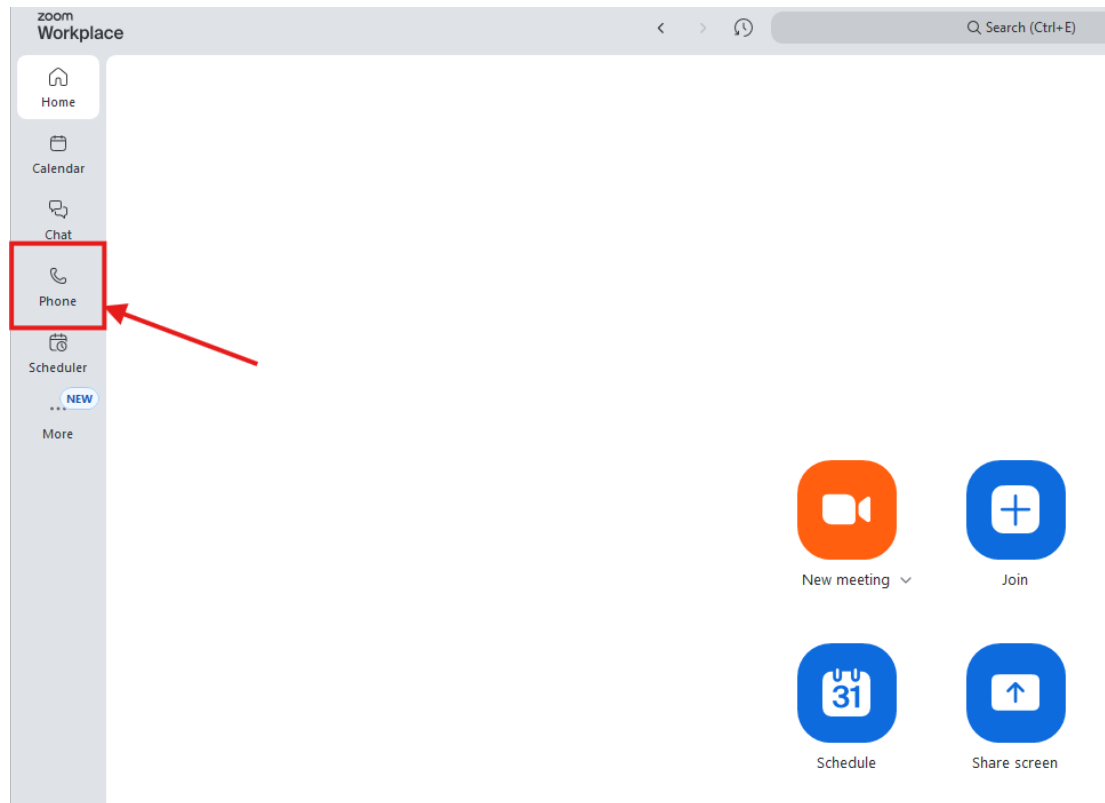 zoom
Workplace
Search (Ctrl+E)
Home
Calendar
Chat
Phone
Scheduler
NEW
More
New meeting
Join
31
Schedule
Share screen